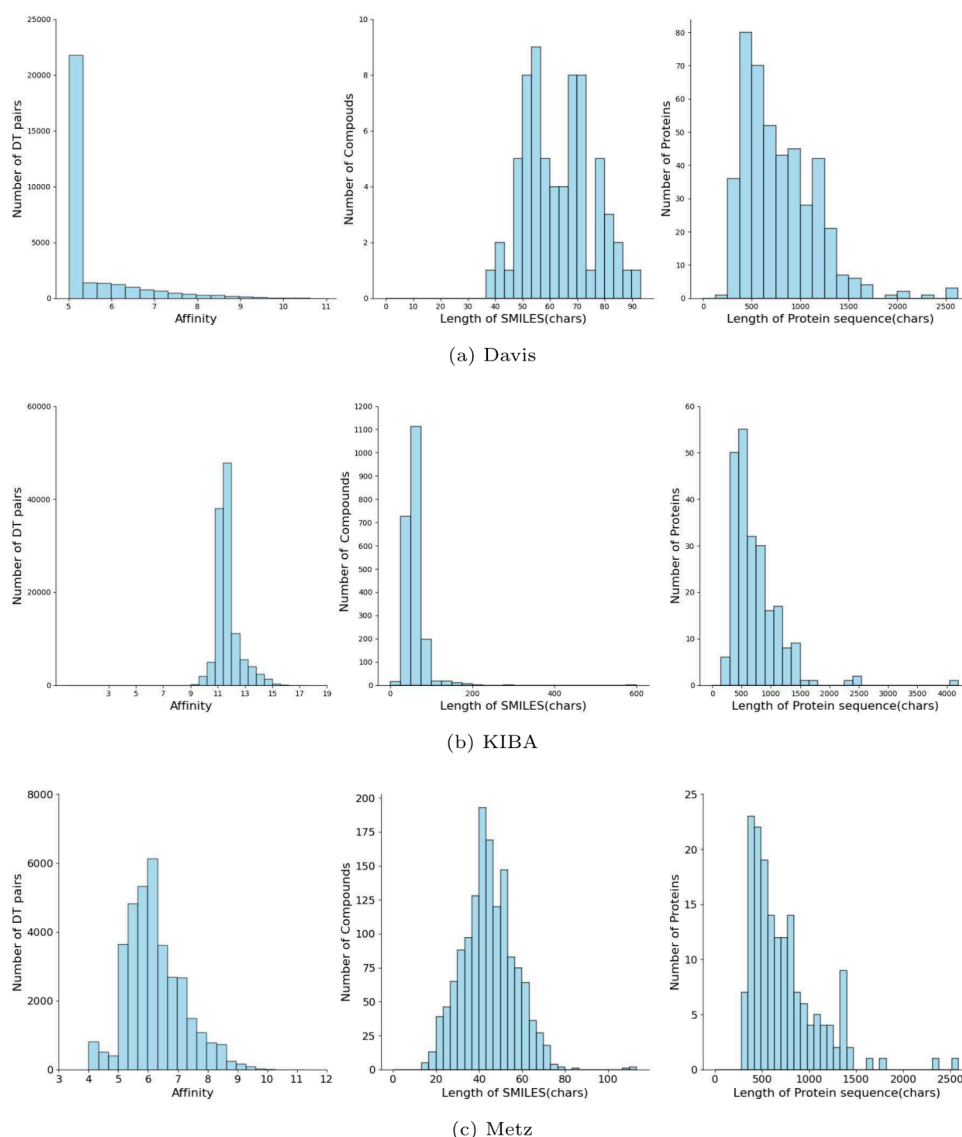 25000
20000
15000
10000
5000
0
Number of DT pairs
5 6 7 8 9 10 11
Affinity
10
8
6
4
2
0
Number of Compouds
0 10 20 30 40 50 60 70 80 90
Length of SMILES(chars)
80
70
60
50
40
30
20
10
0
Number of Proteins
500 1000 1500 2000 2500
Length of Protein sequence(chars)
(a) Davis
60000
40000
20000
0
Number of DT pairs
3 5 7 9 11 13 15 17 19
Affinity
1200
1100
1000
900
800
700
600
500
400
300
200
100
0
Number of Compounds
0 200 400 600
Length of SMILES(chars)
60
50
40
30
20
10
0
Number of Proteins
0 500 1000 1500 2000 2500 3000 3500 4000
Length of Protein sequence(chars)
(b) KIBA
8000
6000
4000
2000
0
Number of DT pairs
3 4 5 6 7 8 9 10 11 12
Affinity
200
175
150
125
100
75
50
25
0
Number of Compounds
0 20 40 60 80 100
Length of SMILES(chars)
25
20
15
10
5
0
Number of Proteins
0 500 1000 1500 2000 2500
Length of Protein sequence(chars)
(c) Metz